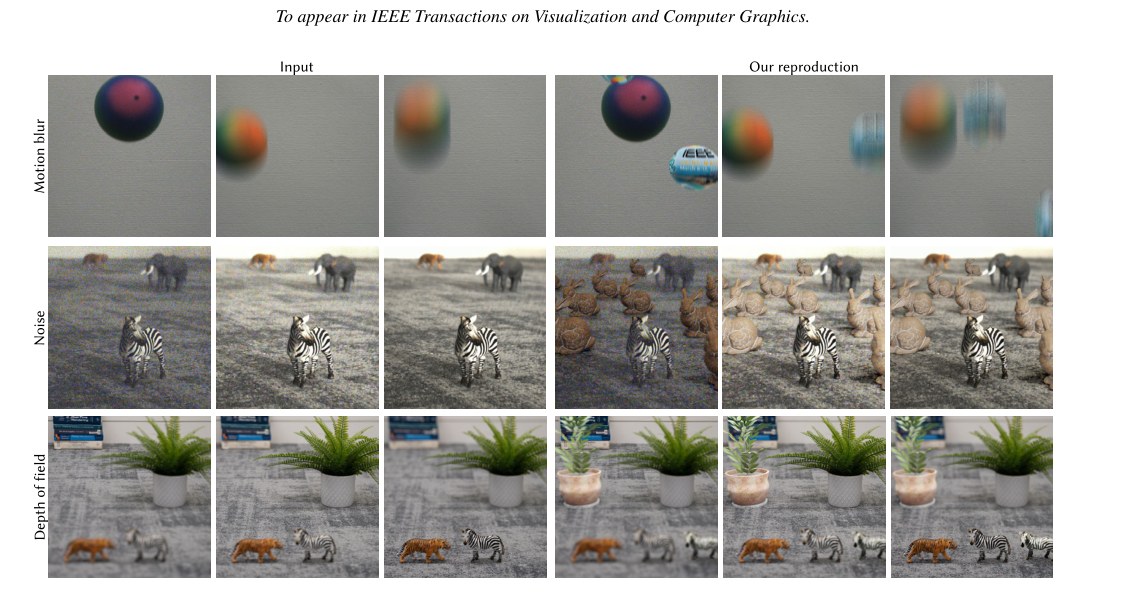 To appear in IEEE Transactions on Visualization and Computer Graphics.
Input
Our reproduction
Motion blur
IEEE
Noise
Depth of field